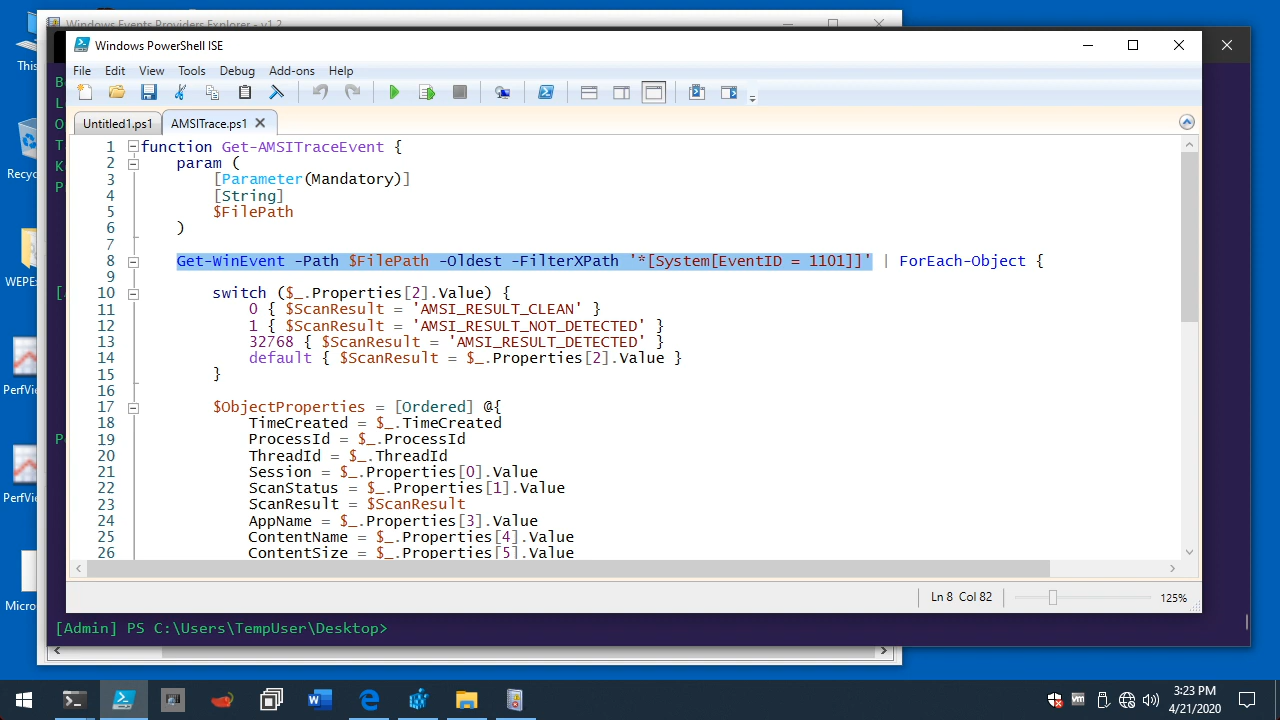 Windows Events Providers Explorer - v1.2
Windows PowerShell ISE
File Edit View Tools Debug Add-ons Help
Untitled1.ps1 AMSITrace.ps1
1 function Get-AMSITraceEvent {
2 param (
3 [Parameter(Mandatory)]
4 [String]
5 $FilePath
6 )
7
8 Get-WinEvent -Path $FilePath -Oldest -FilterXPath '*[System[EventID = 1101]]' | ForEach-Object {
9
10 switch ($_.Properties[2].Value) {
11 0 { $ScanResult = 'AMSI_RESULT_CLEAN' }
12 1 { $ScanResult = 'AMSI_RESULT_NOT_DETECTED' }
13 32768 { $ScanResult = 'AMSI_RESULT_DETECTED' }
14 default { $ScanResult = $_.Properties[2].Value }
15 }
16
17 $ObjectProperties = [Ordered] @{
18 TimeCreated = $_.TimeCreated
19 ProcessId = $_.ProcessId
20 ThreadId = $_.ThreadId
21 Session = $_.Properties[0].Value
22 ScanStatus = $_.Properties[1].Value
23 ScanResult = $ScanResult
24 AppName = $_.Properties[3].Value
25 ContentName = $_.Properties[4].Value
26 ContentSize = $_.Properties[5].Value
Ln 8 Col 82 125%
[Admin] PS C:\Users\TempUser\Desktop>
This
Recyc
WEPEx
PerfVie
PerfVie
Micros
3:23 PM
4/21/2020